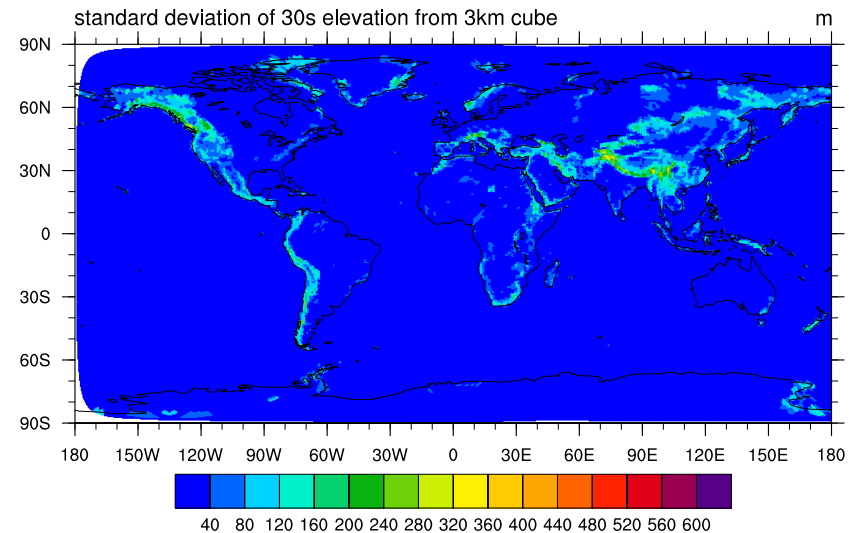 standard deviation of 30s elevation from 3km cube m
90N
60N
30N
0
30S
60S
90S
180 150W 120W 90W 60W 30W 0 30E 60E 90E 120E 150E 180
40 80 120 160 200 240 280 320 360 400 440 480 520 560 600